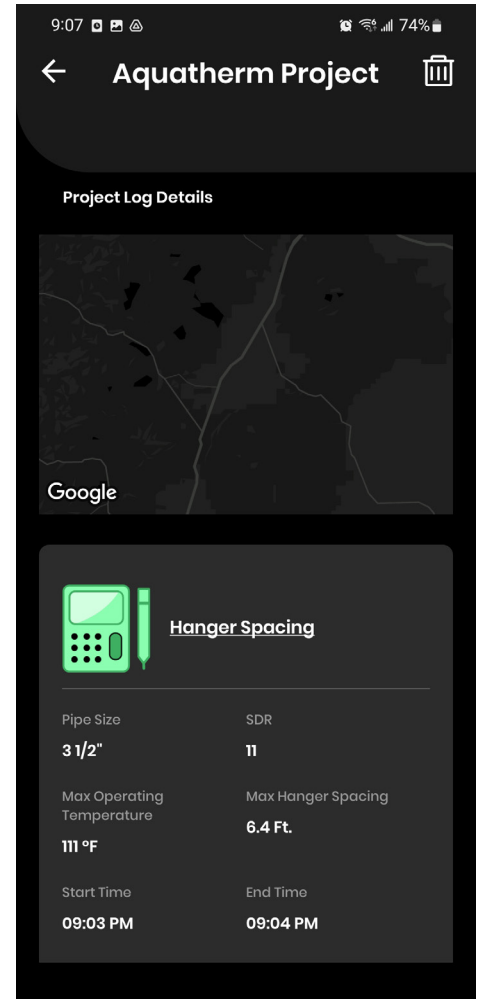 9:07 74%
Aquatherm Project
Project Log Details
Google
Hanger Spacing
Pipe Size SDR
3 1/2" 11
Max Operating Max Hanger Spacing
Temperature
6.4 Ft.
111 °F
Start Time End Time
09:03 PM 09:04 PM